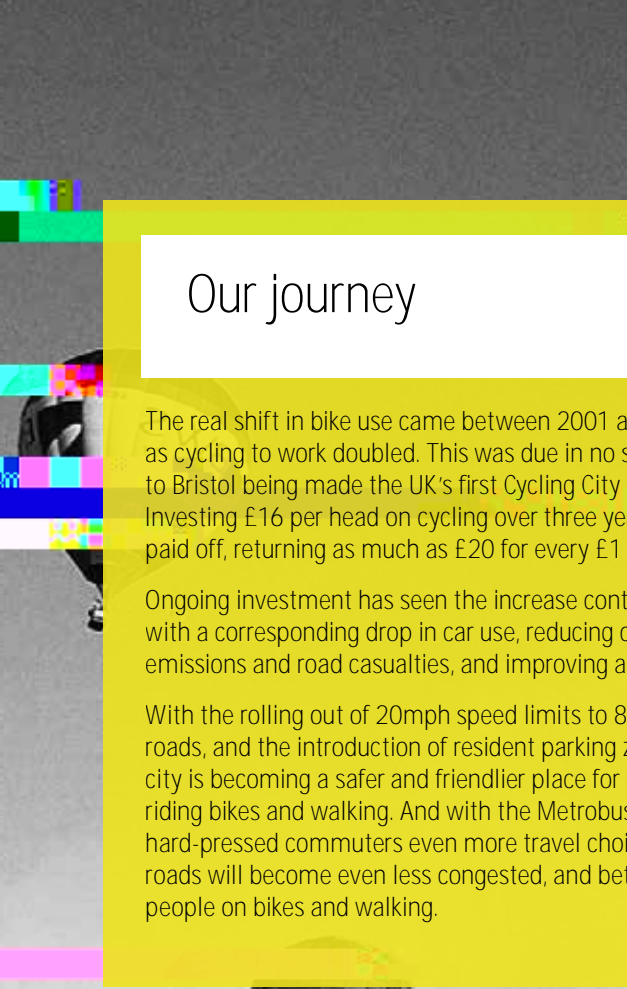 Our journey
The real shift in bike use came between 2001 a
as cycling to work doubled. This was due in no s
to Bristol being made the UK's first Cycling City
Investing £16 per head on cycling over three ye
paid off, returning as much as £20 for every £1
Ongoing investment has seen the increase cont
with a corresponding drop in car use, reducing
emissions and road casualties, and improving a
With the rolling out of 20mph speed limits to 8
roads, and the introduction of resident parking
city is becoming a safer and friendlier place for
riding bikes and walking. And with the Metrobus
hard-pressed commuters even more travel choi
roads will become even less congested, and bet
people on bikes and walking.